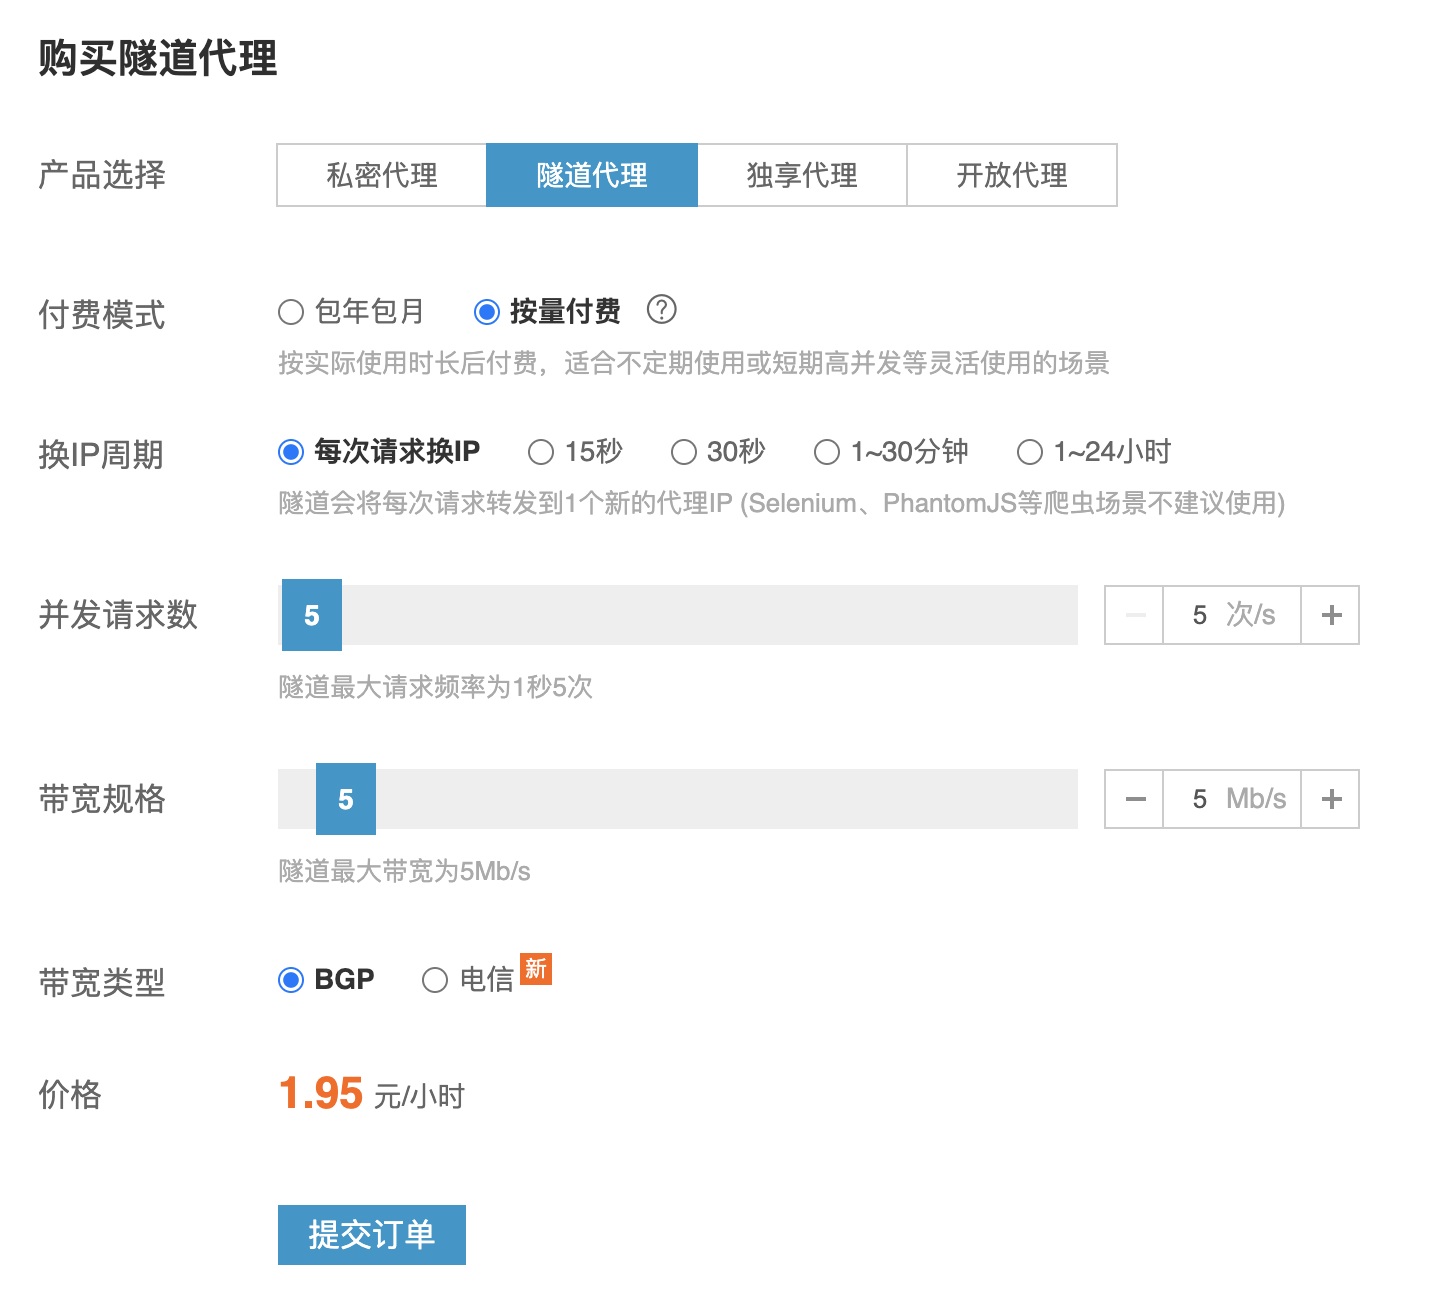 购买隧道代理
产品选择 私密代理 隧道代理 独享代理 开放代理
付费模式 包年包月 按量付费 ?
按实际使用时长后付费，适合不定期使用或短期高并发等灵活使用的场景
换IP周期 每次请求换IP 15秒 30秒 1~30分钟 1~24小时
隧道会将每次请求转发到1个新的代理IP (Selenium、PhantomJS等爬虫场景不建议使用)
并发请求数 5 − 5 次/s +
隧道最大请求频率为1秒5次
带宽规格 5 − 5 Mb/s +
隧道最大带宽为5Mb/s
带宽类型 BGP 电信 新
价格 1.95 元/小时
提交订单